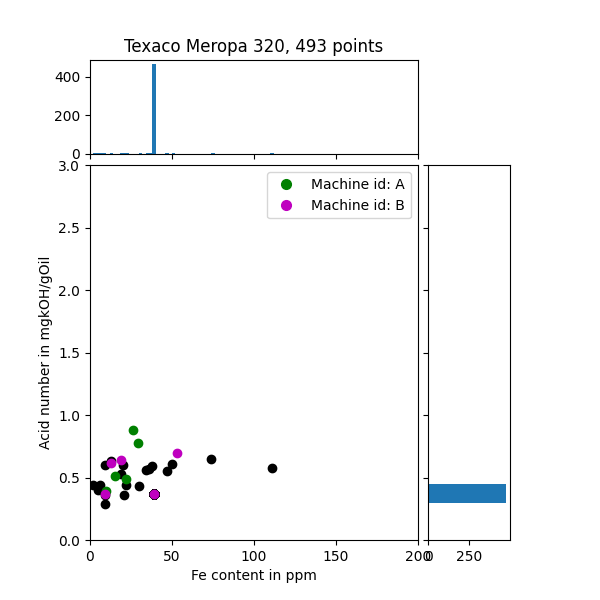 Texaco Meropa 320, 493 points
400
200
0
3.0
2.5
2.0
1.5
1.0
0.5
0.0
Acid number in mgkOH/gOil
Machine id: A
Machine id: B
0 50 100 150 200
0 250
Fe content in ppm